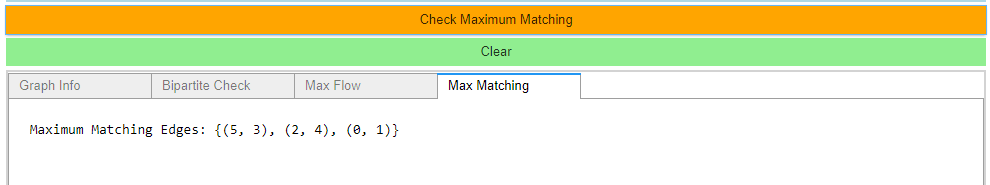 Check Maximum Matching
Clear
Graph Info Bipartite Check Max Flow Max Matching
Maximum Matching Edges: {(5, 3), (2, 4), (0, 1)}